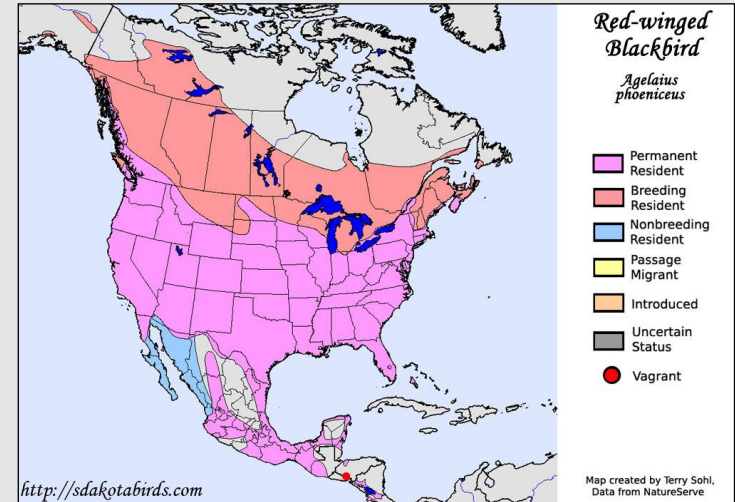 Red-winged
Blackbird
Agelaius
phoeniceus
Permanent
Resident
Breeding
Resident
Nonbreeding
Resident
Passage
Migrant
Introduced
Uncertain
Status
Vagrant
http://sdakotabirds.com
Map created by Terry Sohl,
Data from NatureServe